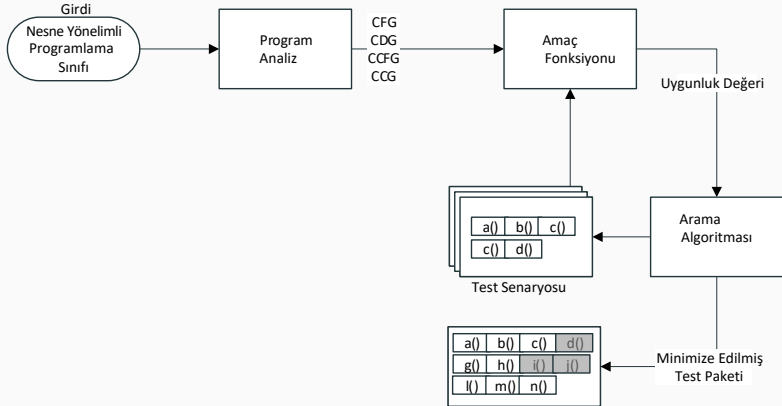 Girdi
Nesne Yönelimli
Programlama
Sınıfı
Program
Analiz
CFG
CDG
CCFG
CCG
Amaç
Fonksiyonu
Uygunluk Değeri
Arama
Algoritması
a() b() c()
c() d()
Test Senaryosu
a() b() c() d()
g() h() i() j()
l() m() n()
Minimize Edilmiş
Test Paketi